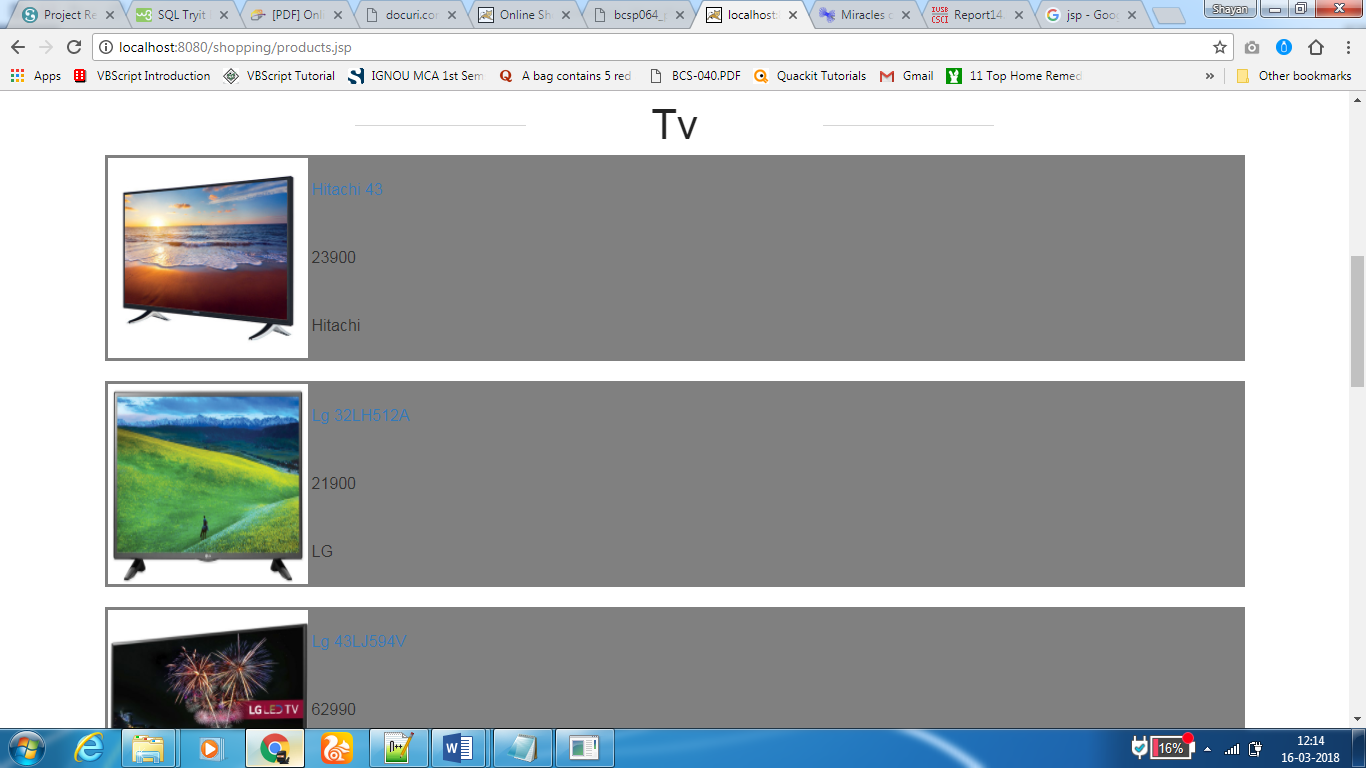 Project Re
SQL Tryit
[PDF] Onl
docuri.cor
Online Sh
bcsp064_
localhost:
Miracles
Report14
jsp - Goo
Shayan
localhost:8080/shopping/products.jsp
Apps
VBScript Introduction
VBScript Tutorial
IGNOU MCA 1st Sem
A bag contains 5 red
BCS-040.PDF
Quackit Tutorials
Gmail
11 Top Home Remed
Other bookmarks
Tv
Hitachi 43
23900
Hitachi
Lg 32LH512A
21900
LG
Lg 43LJ594V
LG LED TV
62990
16%
12:14
16-03-2018